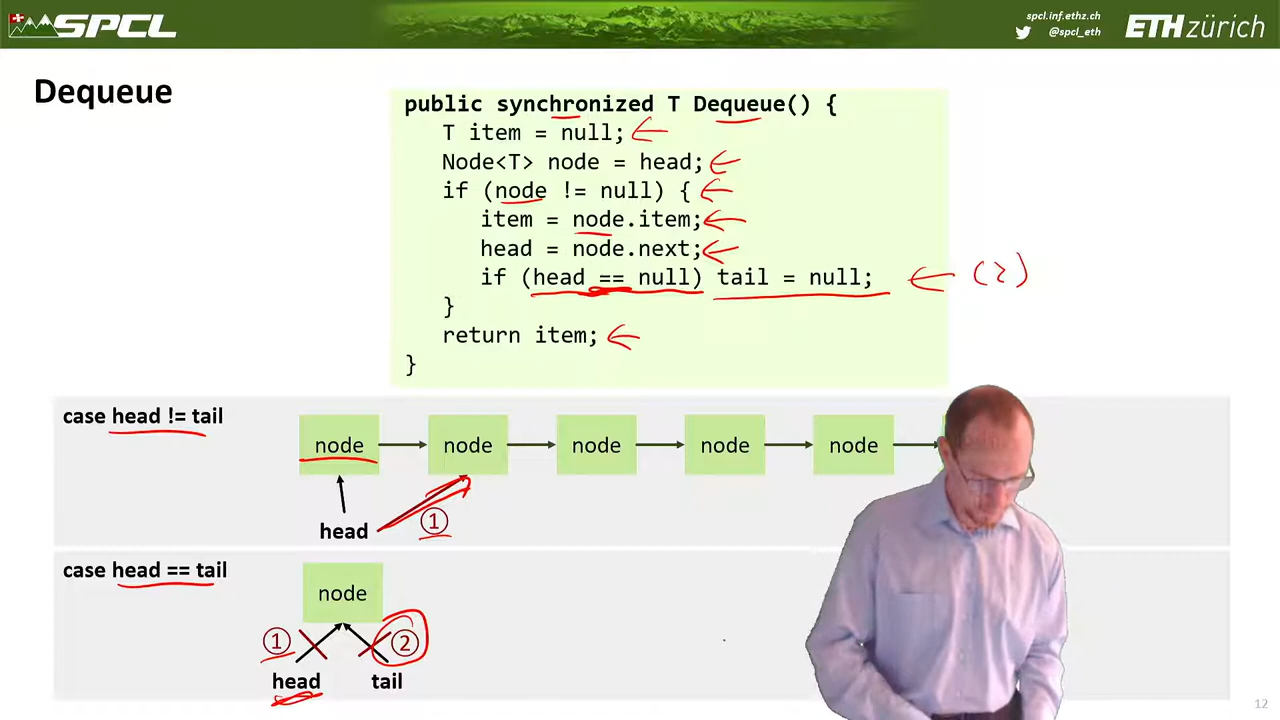 SPCL
spcl.inf.ethz.ch
@spcl_eth
ETH zürich
Dequeue
public synchronized T Dequeue() {
T item = null;
Node<T> node = head;
if (node != null) {
item = node.item;
head = node.next;
if (head == null) tail = null;
(2)
}
return item;
}
case head != tail
node
node
node
node
node
head
①
case head == tail
node
①
②
head
tail
12